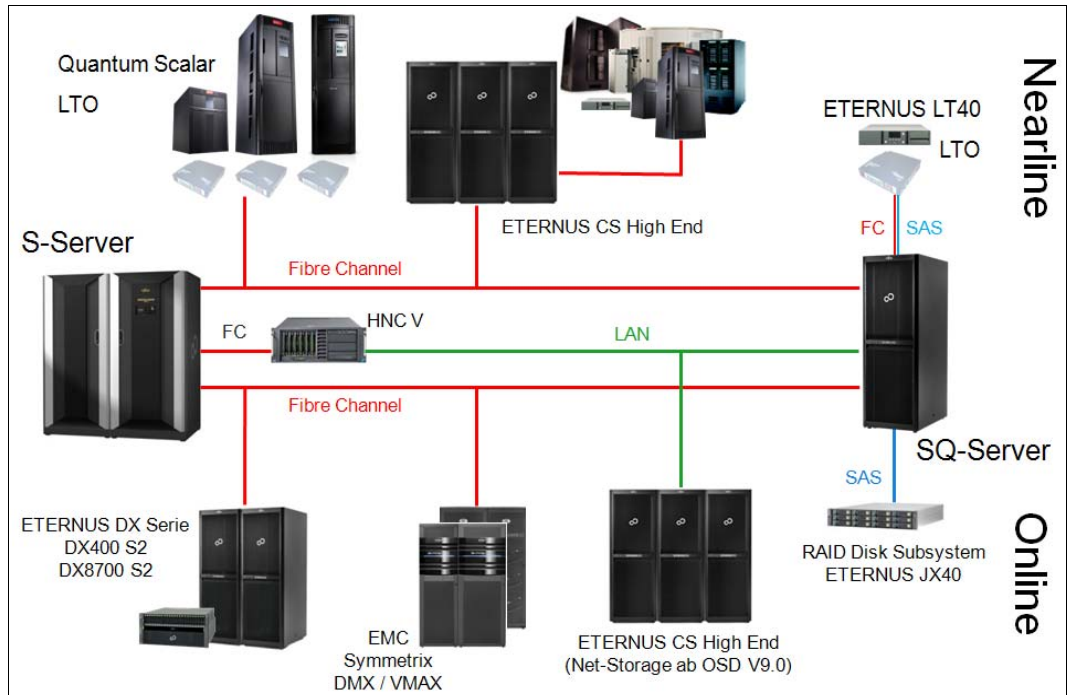 Quantum Scalar
LTO
ETERNUS CS High End
ETERNUS LT40
LTO
Nearline
FC
SAS
S-Server
Fibre Channel
FC
HNC V
LAN
Fibre Channel
SQ-Server
SAS
ETERNUS DX Serie
DX400 S2
DX8700 S2
EMC
Symmetrix
DMX / VMAX
ETERNUS CS High End
(Net-Storage ab OSD V9.0)
RAID Disk Subsystem
ETERNUS JX40
Online